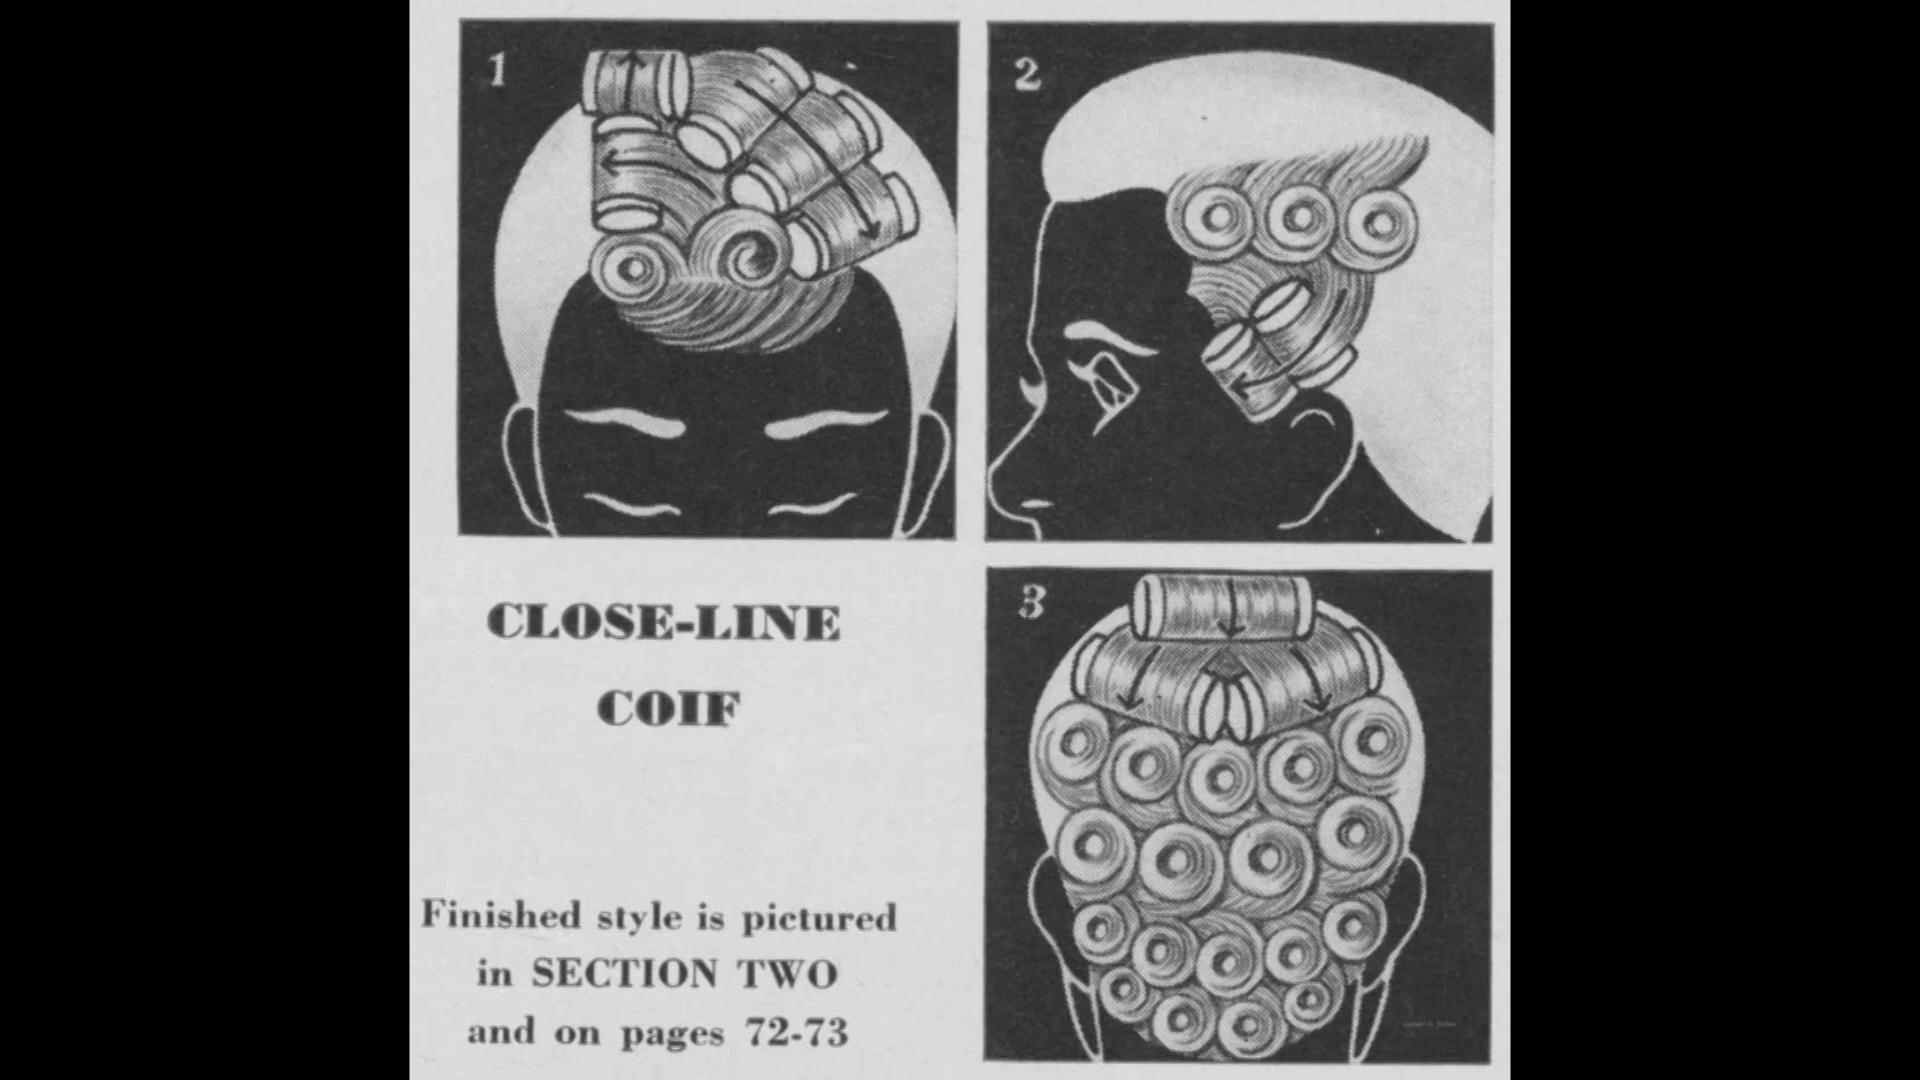 1
2
CLOSE-LINE
COIF
3
Finished style is pictured
in SECTION TWO
and on pages 72-73